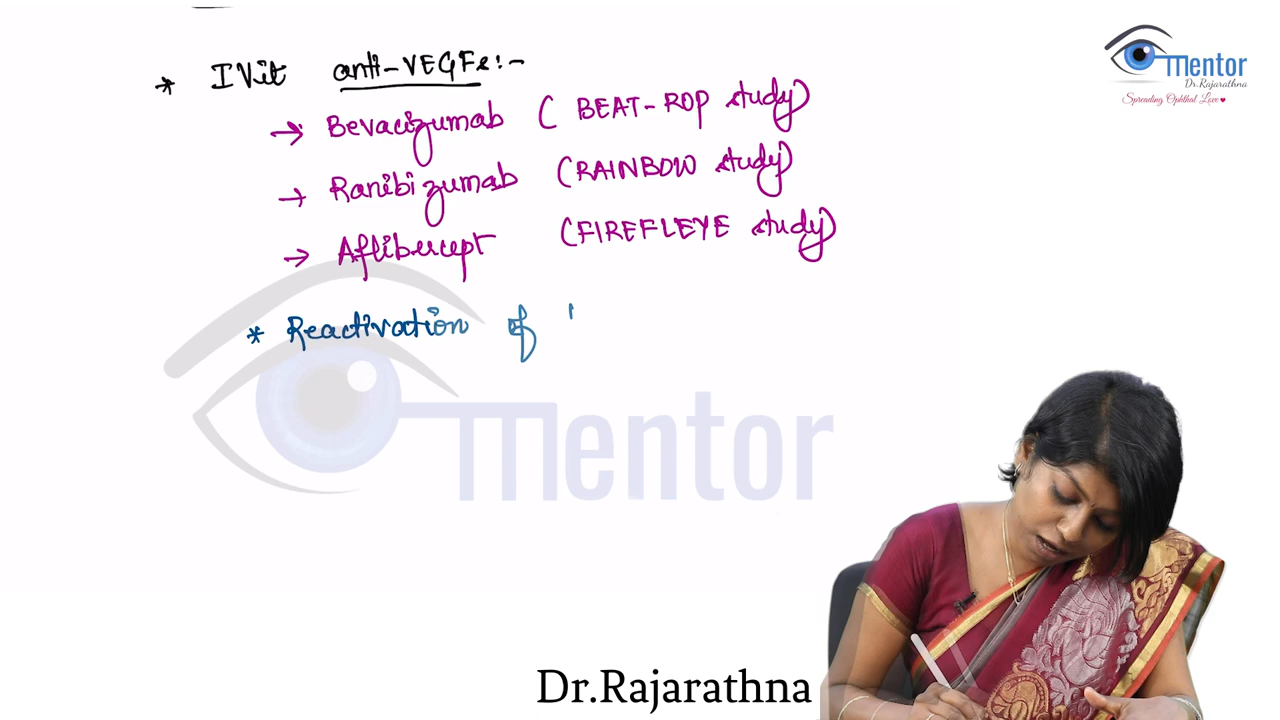 * IVit anti-VEGFs:-
→ Bevacizumab ( BEAT-ROP study)
→ Ranibizumab (RAINBOW study)
→ Aflibercept (FIREFLEYE study)
* Reactivation of
mentor
Dr.Rajarathna
Spreading Ophthal Love
mentor
Dr.Rajarathna